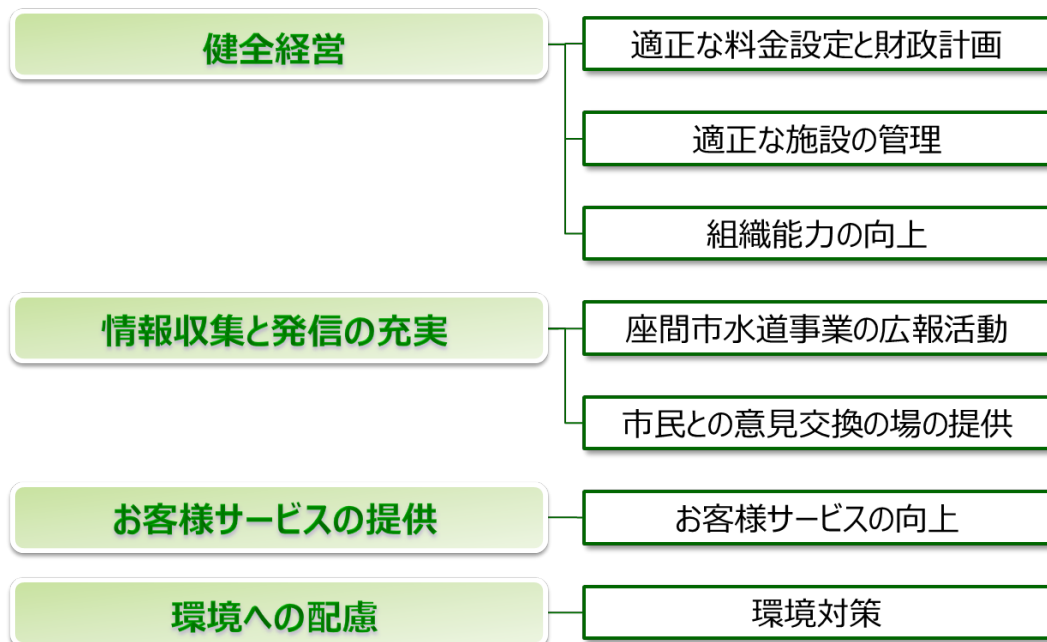 健全経営
適正な料金設定と財政計画
適正な施設の管理
組織能力の向上
情報収集と発信の充実
座間市水道事業の広報活動
市民との意見交換の場の提供
お客様サービスの提供
お客様サービスの向上
環境への配慮
環境対策